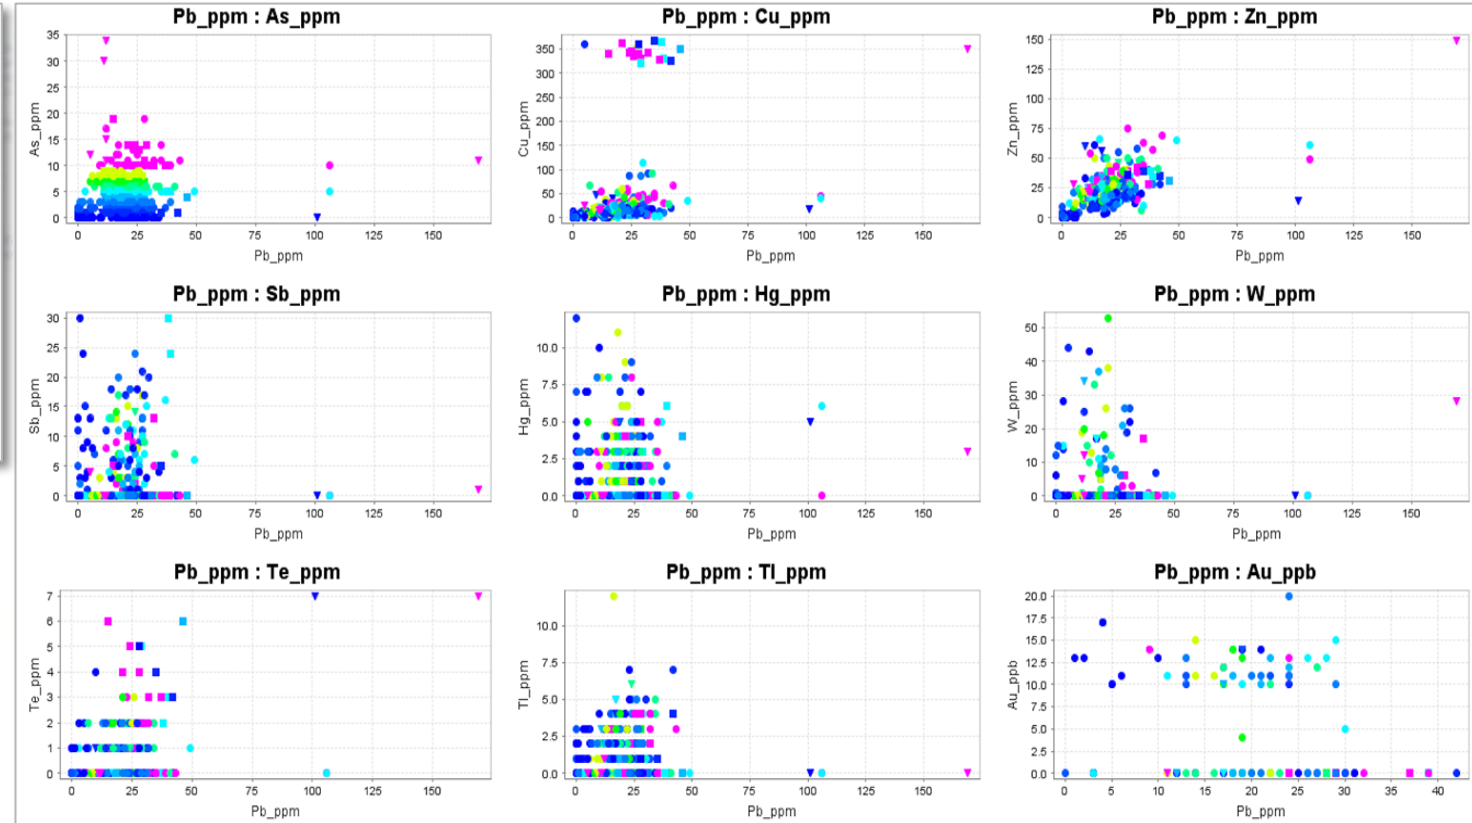 Pb_ppm : As_ppm
35
30
25
20
15
10
5
0
As_ppm
0 25 50 75 100 125 150
Pb_ppm
Pb_ppm : Cu_ppm
350
300
250
200
150
100
50
0
Cu_ppm
0 25 50 75 100 125 150
Pb_ppm
Pb_ppm : Zn_ppm
150
125
100
75
50
25
0
Zn_ppm
0 25 50 75 100 125 150
Pb_ppm
Pb_ppm : Sb_ppm
30
25
20
15
10
5
0
Sb_ppm
0 25 50 75 100 125 150
Pb_ppm
Pb_ppm : Hg_ppm
10.0
7.5
5.0
2.5
0.0
Hg_ppm
0 25 50 75 100 125 150
Pb_ppm
Pb_ppm : W_ppm
50
40
30
20
10
0
W_ppm
0 25 50 75 100 125 150
Pb_ppm
Pb_ppm : Te_ppm
7
6
5
4
3
2
1
0
Te_ppm
0 25 50 75 100 125 150
Pb_ppm
Pb_ppm : Tl_ppm
10.0
7.5
5.0
2.5
0.0
Tl_ppm
0 25 50 75 100 125 150
Pb_ppm
Pb_ppm : Au_ppb
20.0
17.5
15.0
12.5
10.0
7.5
5.0
2.5
0.0
Au_ppb
0 5 10 15 20 25 30 35 40
Pb_ppm